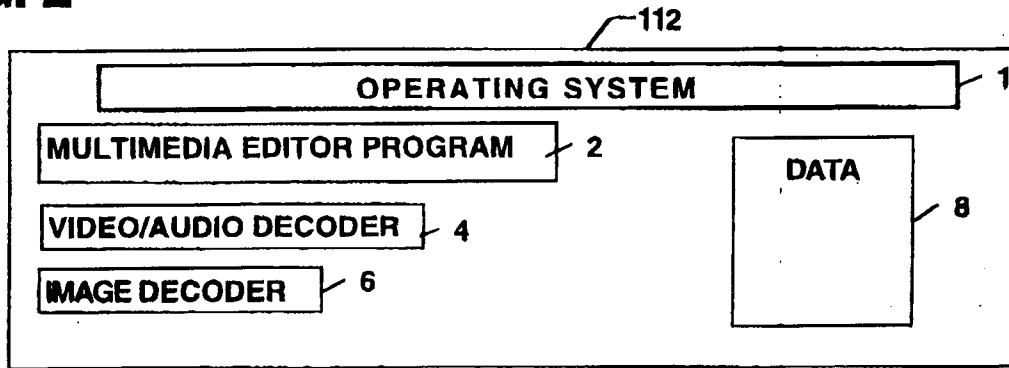 112
OPERATING SYSTEM 1
MULTIMEDIA EDITOR PROGRAM 2
DATA
8
VIDEO/AUDIO DECODER 4
IMAGE DECODER 6